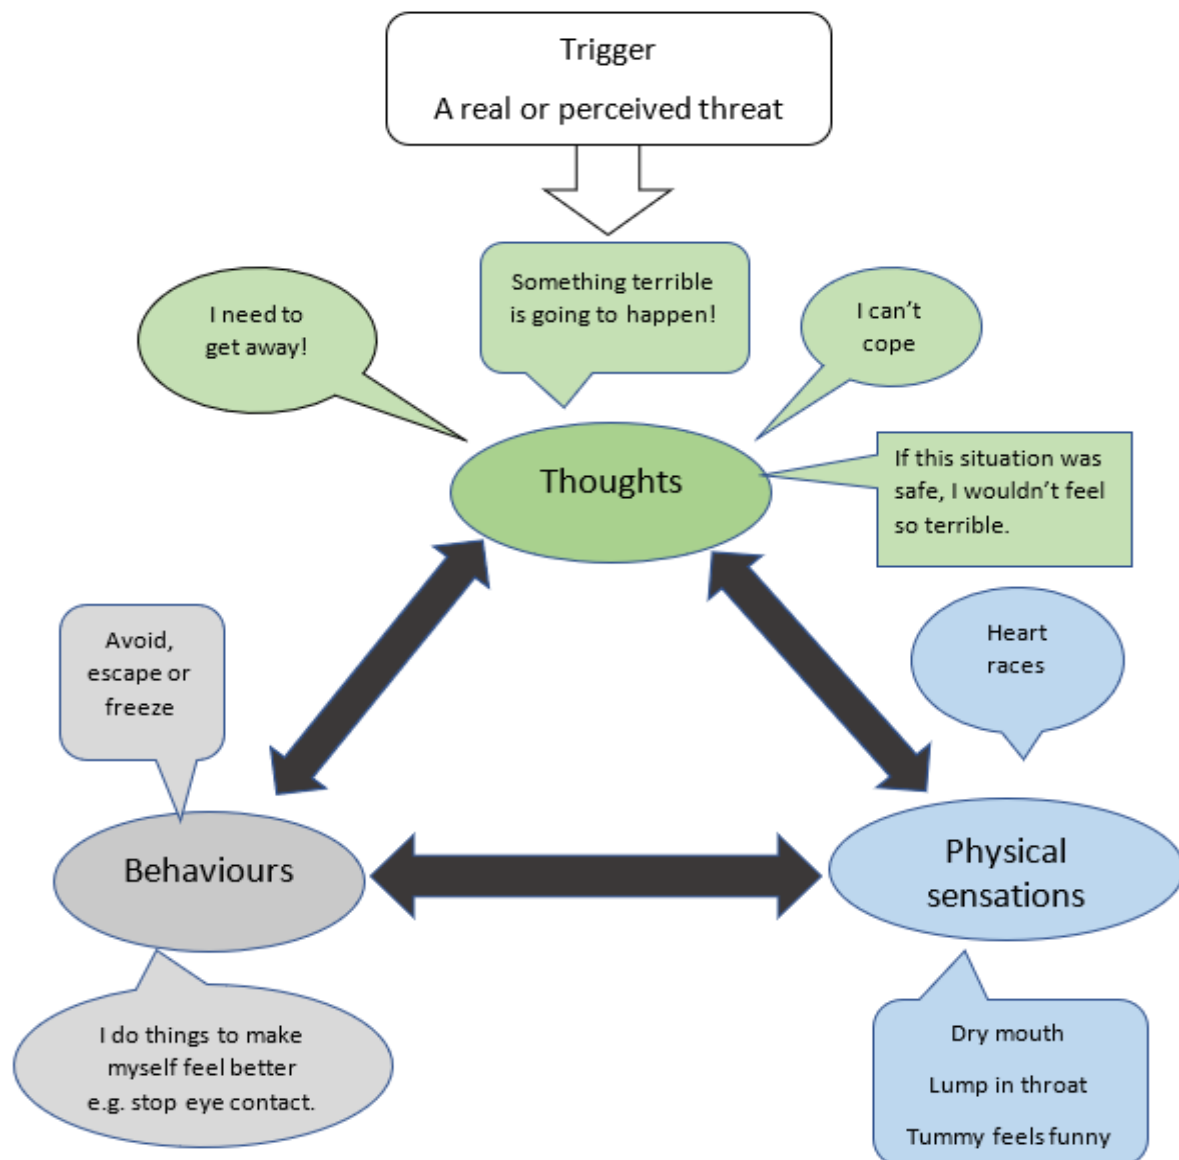 Trigger
A real or perceived threat
Something terrible
is going to happen!
I need to
get away!
I can't
cope
Thoughts
If this situation was
safe, I wouldn't feel
so terrible.
Avoid,
escape or
freeze
Heart
races
Behaviours
Physical
sensations
I do things to make
myself feel better
e.g. stop eye contact.
Dry mouth
Lump in throat
Tummy feels funny